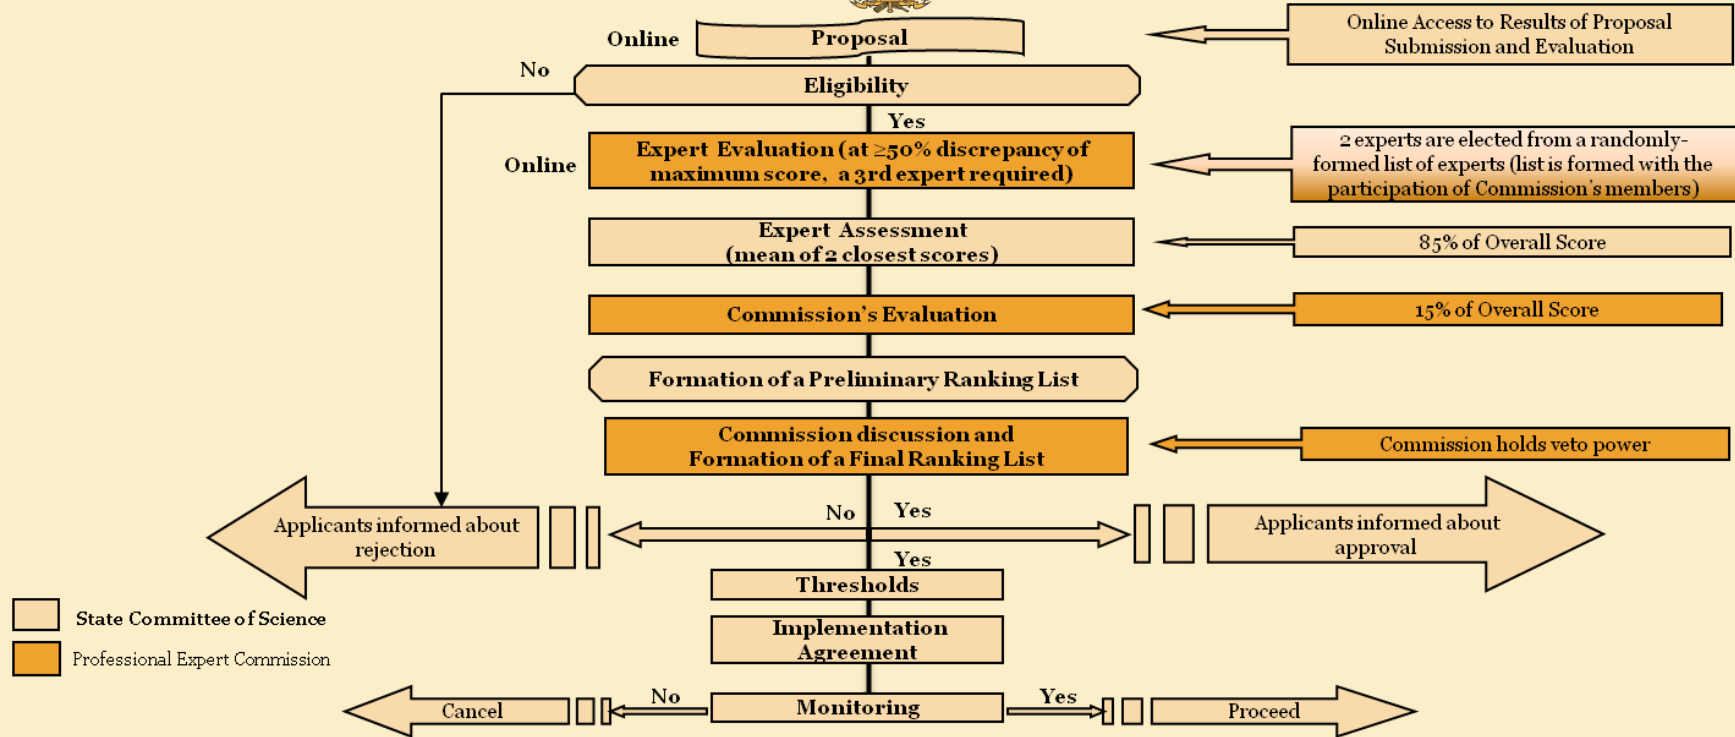 Online
Proposal
Online Access to Results of Proposal
Submission and Evaluation
No
Eligibility
Yes
Online
Expert Evaluation (at ≥50% discrepancy of
maximum score, a 3rd expert required)
2 experts are elected from a randomly-
formed list of experts (list is formed with the
participation of Commission's members)
Expert Assessment
(mean of 2 closest scores)
85% of Overall Score
Commission's Evaluation
15% of Overall Score
Formation of a Preliminary Ranking List
Commission discussion and
Formation of a Final Ranking List
Commission holds veto power
No
Yes
Applicants informed about
rejection
Applicants informed about
approval
Yes
Thresholds
State Committee of Science
Implementation
Agreement
Professional Expert Commission
No
Yes
Cancel
Monitoring
Proceed